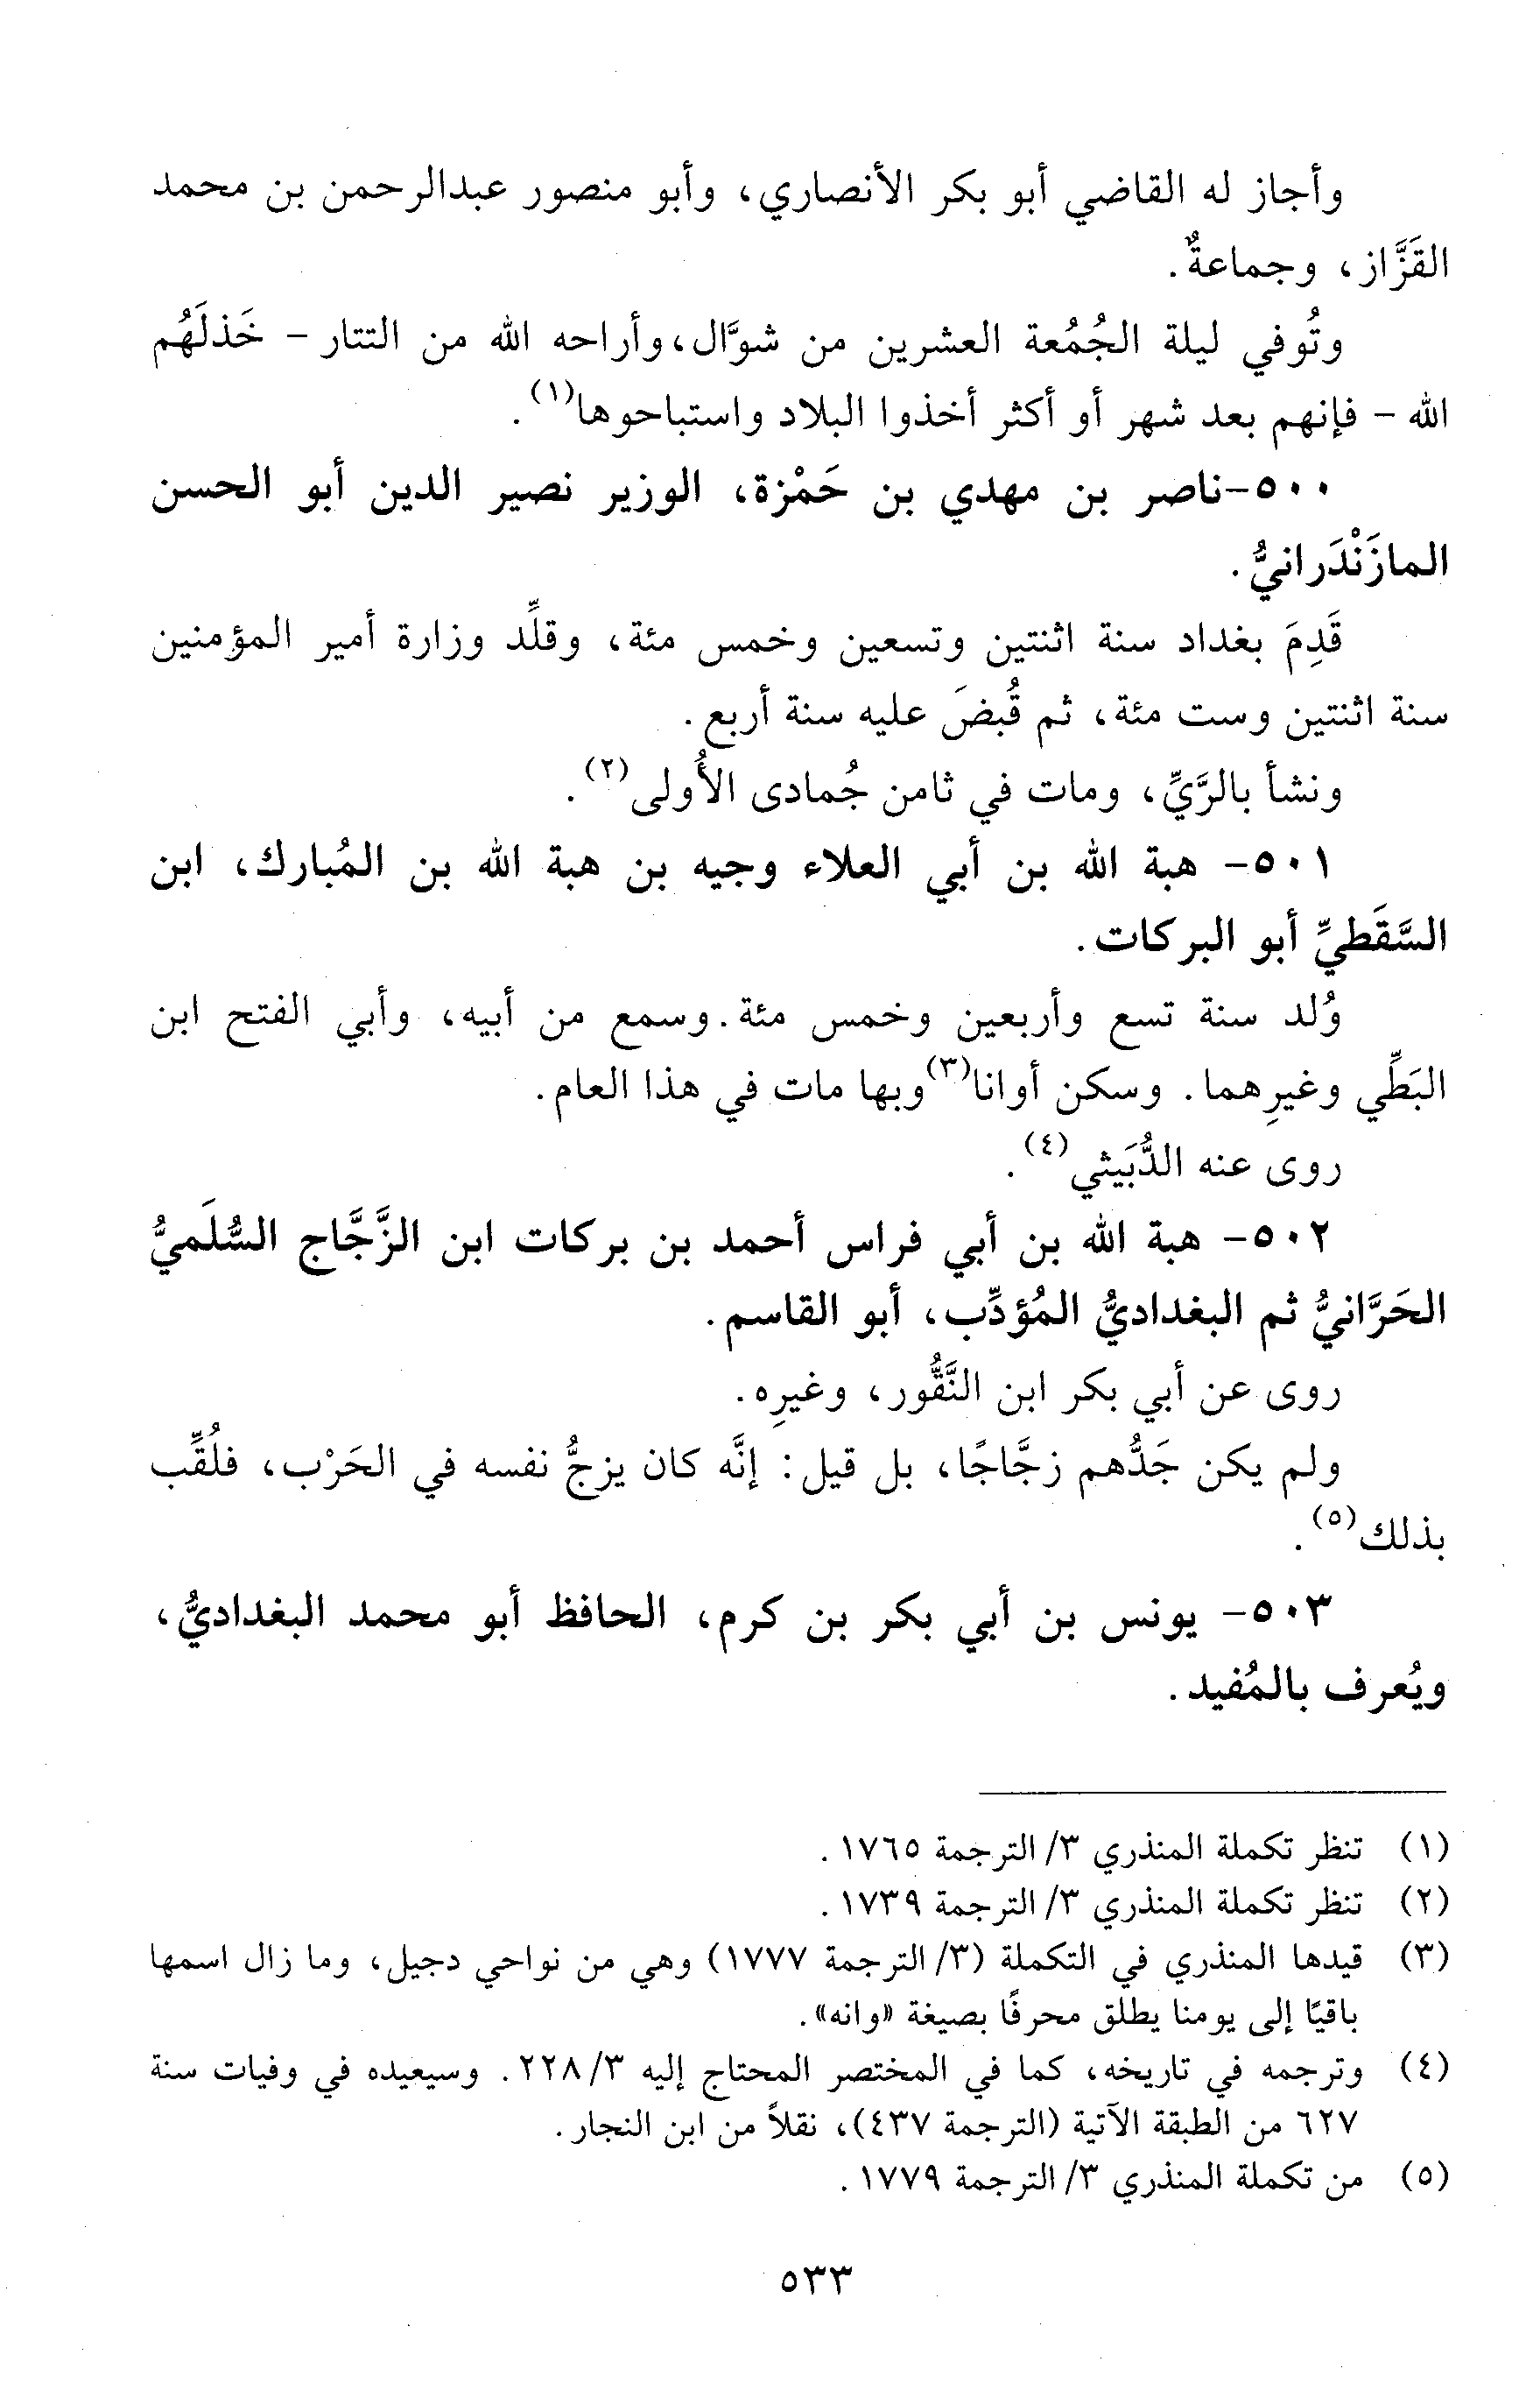 وأجاز له القاضي أبو بكر الأنصاري، وأبو منصور عبدالرحمن بن محمد
القَزَّاز، وجماعةٌ.
وتُوفي ليلة الجُمُعة العشرين من شوَّال،وأراحه الله من التتار - خَذلَهُم
الله - فإنهم بعد شهر أو أكثر أخذوا البلاد واستباحوها(١).
٥٠٠-ناصر بن مهدي بن حَمْزة، الوزير نصير الدين أبو الحسن
المازَنْدَرانيُّ.
قَدِمَ بغداد سنة اثنتين وتسعين وخمس مئة، وقلِّد وزارة أمير المؤمنين
سنة اثنتين وست مئة، ثم قُبضَ عليه سنة أربع.
ونشأ بالرَّيِّ، ومات في ثامن جُمادى الأُولى(٢).
٥٠١- هبة الله بن أبي العلاء وجيه بن هبة الله بن المُبارك، ابن
السَّقَطيِّ أبو البركات.
وُلد سنة تسع وأربعين وخمس مئة.وسمع من أبيه، وأبي الفتح ابن
البَطِّي وغيرِهما. وسكن أوانا(٣)وبها مات في هذا العام.
روى عنه الدُّبَيثي(٤).
٥٠٢- هبة الله بن أبي فراس أحمد بن بركات ابن الزَّجَّاج السُّلَميُّ
الحَرَّانيُّ ثم البغداديُّ المُؤدِّب، أبو القاسم.
روى عن أبي بكر ابن النَّقُّور، وغيرِه.
ولم يكن جَدُّهم زجَّاجًا، بل قيل: إنَّه كان يزجُّ نفسه في الحَرْب، فلُقِّب
بذلك(٥).
٥٠٣- يونس بن أبي بكر بن كرم، الحافظ أبو محمد البغداديُّ،
ويُعرف بالمُفيد.
(١) تنظر تكملة المنذري ٣/ الترجمة ١٧٦٥.
(٢) تنظر تكملة المنذري ٣/ الترجمة ١٧٣٩.
(٣) قيدها المنذري في التكملة (٣/ الترجمة ١٧٧٧) وهي من نواحي دجيل، وما زال اسمها
باقيًا إلى يومنا يطلق محرفًا بصيغة «وانه».
(٤) وترجمه في تاريخه، كما في المختصر المحتاج إليه ٣/ ٢٢٨. وسيعيده في وفيات سنة
٦٢٧ من الطبقة الآتية (الترجمة ٤٣٧)، نقلاً من ابن النجار.
(٥) من تكملة المنذري ٣/ الترجمة ١٧٧٩.
٥٣٣